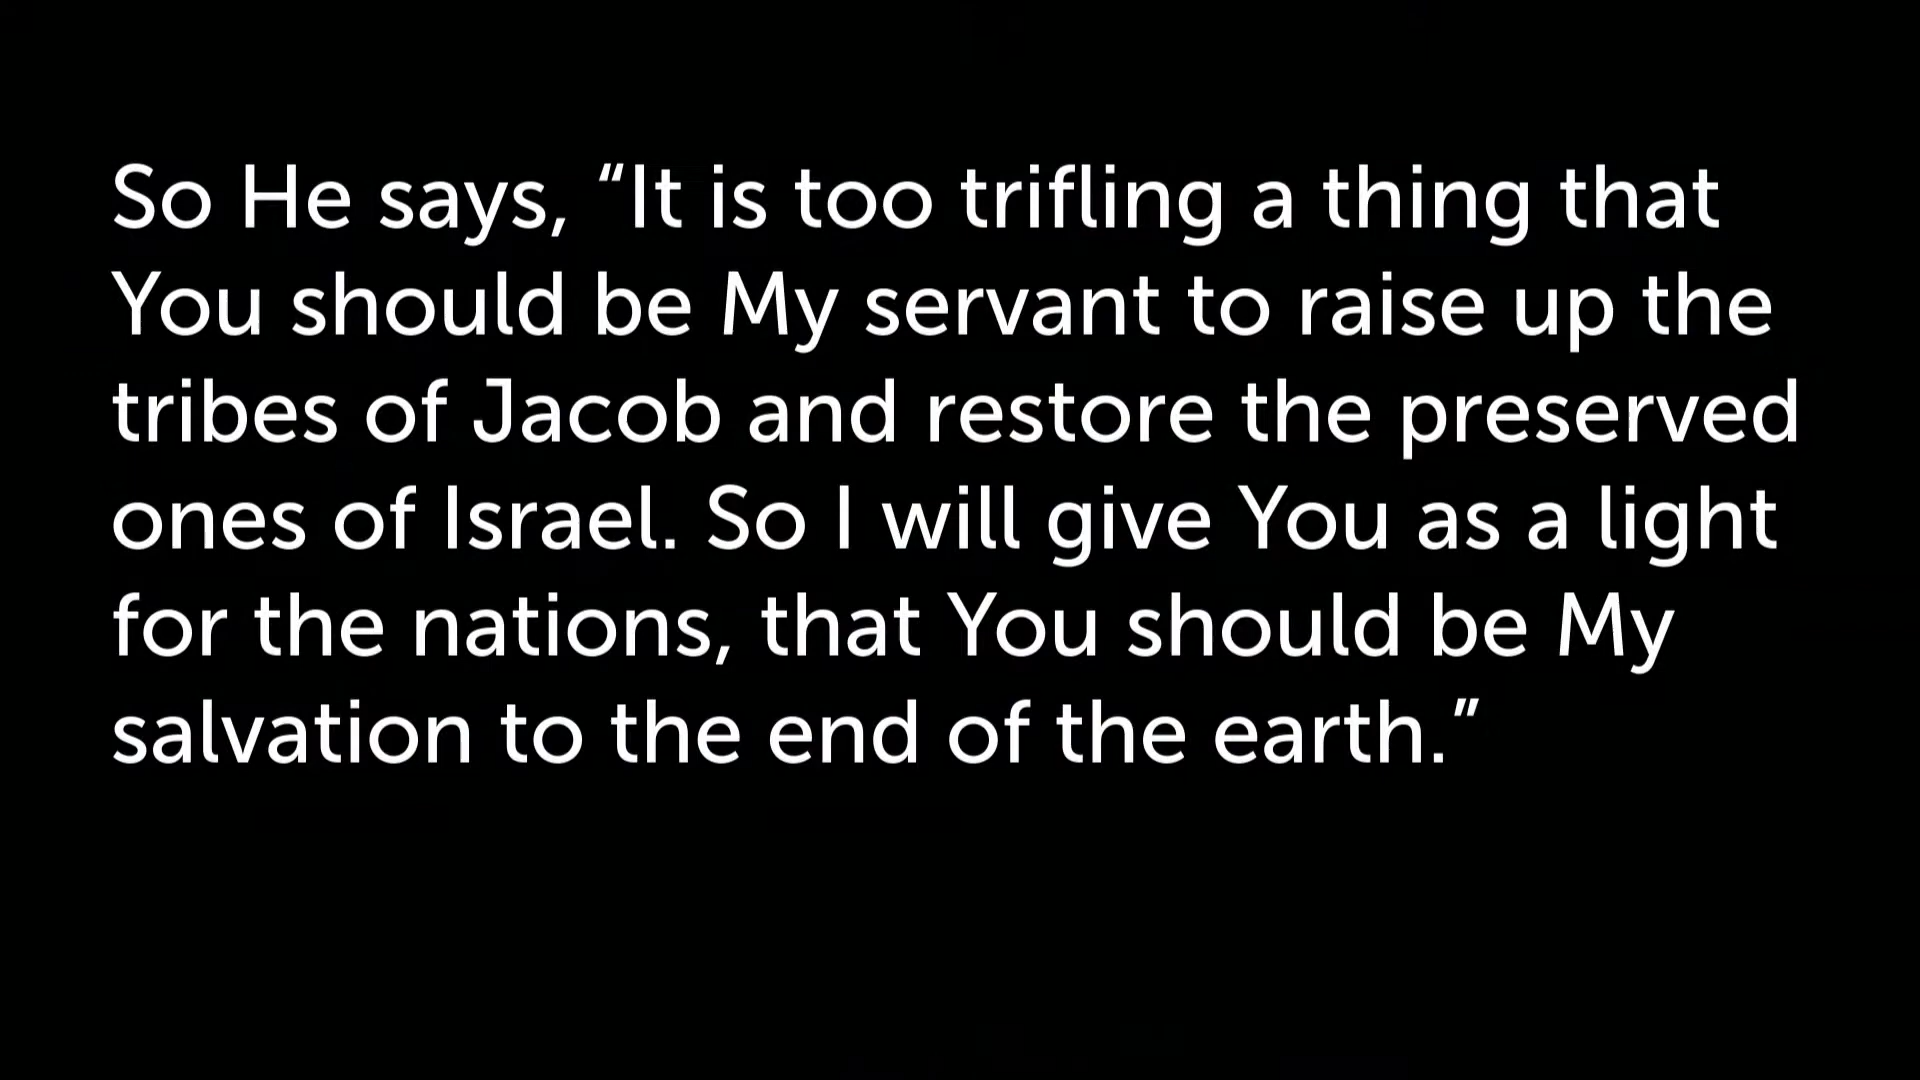 So He says, “It is too trifling a thing that
You should be My servant to raise up the
tribes of Jacob and restore the preserved
ones of Israel. So I will give You as a light
for the nations, that You should be My
salvation to the end of the earth.”